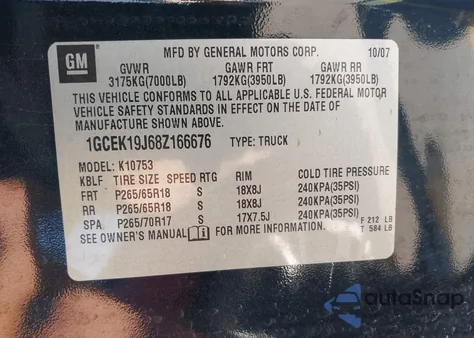 GM
MFD BY GENERAL MOTORS CORP. 10/07
GVWR GAWR FRT GAWR RR
3175KG(7000LB) 1792KG(3950LB) 1792KG(3950LB)
THIS VEHICLE CONFORMS TO ALL APPLICABLE U.S. FEDERAL MOTOR
VEHICLE SAFETY STANDARDS IN EFFECT ON THE DATE OF
MANUFACTURE SHOWN ABOVE.
1GCEK19J68Z166676 TYPE: TRUCK
MODEL: K10753
KBLF TIRE SIZE SPEED RTG RIM COLD TIRE PRESSURE
FRT P265/65R18 S 18X8J 240KPA(35PSI)
RR P265/65R18 S 18X8J 240KPA(35PSI)
SPA P265/70R17 S 17X7.5J 240KPA(35PSI)
SEE OWNER'S MANUAL FOR MORE INFORMATION.
F 212 LB
T 584 LB
autoSnap